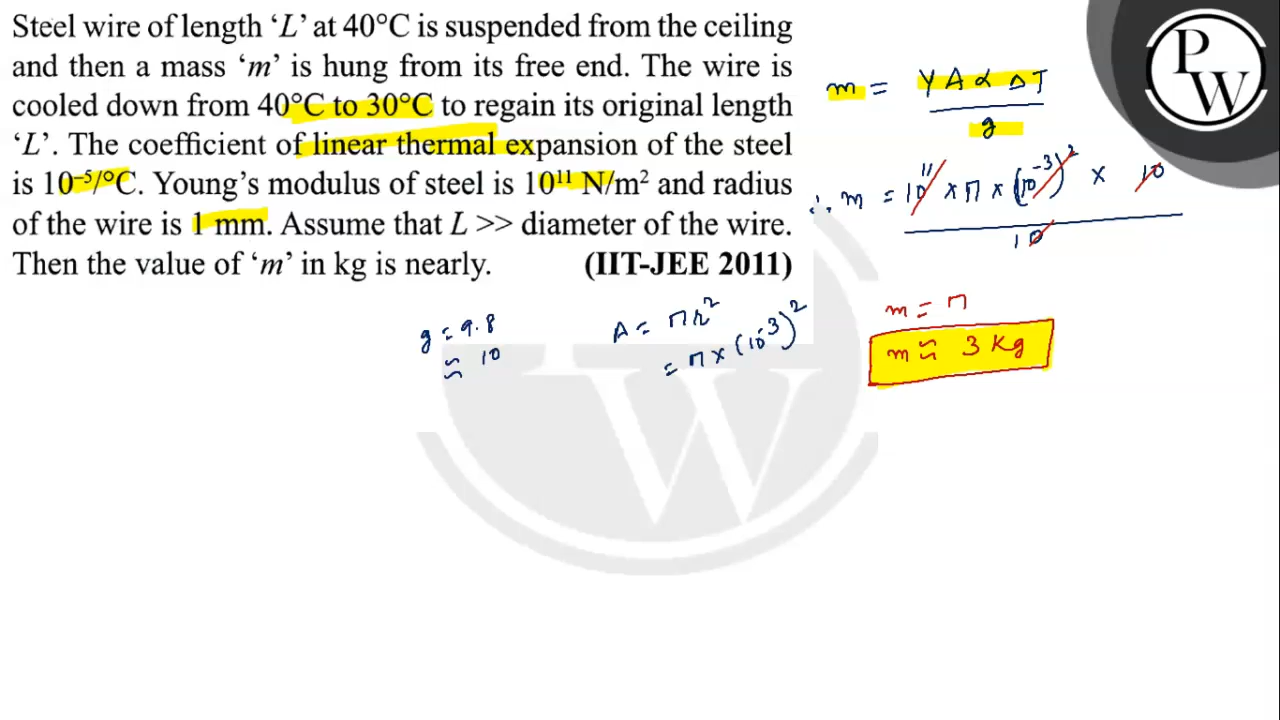 Steel wire of length ‘L’ at 40°C is suspended from the ceiling
and then a mass ‘m’ is hung from its free end. The wire is
cooled down from 40°C to 30°C to regain its original length
‘L’. The coefficient of linear thermal expansion of the steel
is 10⁻⁵/°C. Young’s modulus of steel is 10¹¹ N/m² and radius
of the wire is 1 mm. Assume that L >> diameter of the wire.
Then the value of ‘m’ in kg is nearly. (IIT-JEE 2011)
g = 9.8
≈ 10
A = πr²
= π × (10⁻³)²
m = YAαΔT
g
∴ m = 10¹¹ × π × (10⁻³)² × 10
10
m = π
m ≈ 3 Kg
P
W